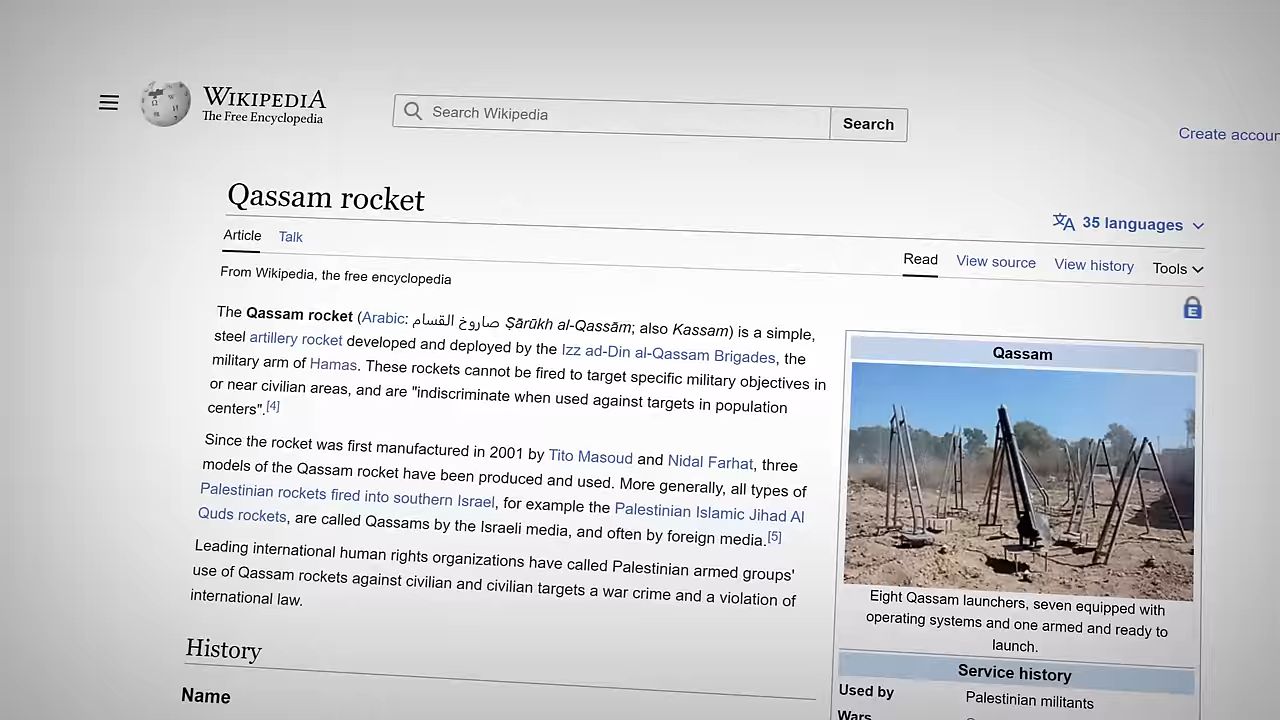 WIKIPEDIA
The Free Encyclopedia
Search Wikipedia
Search
Create accoun
Qassam rocket
35 languages
Article Talk
Read View source View history Tools
From Wikipedia, the free encyclopedia
The Qassam rocket (Arabic: صاروخ القسام Ṣārūkh al-Qassām; also Kassam) is a simple,
steel artillery rocket developed and deployed by the Izz ad-Din al-Qassam Brigades, the
military arm of Hamas. These rockets cannot be fired to target specific military objectives in
or near civilian areas, and are "indiscriminate when used against targets in population
centers".[4]
Since the rocket was first manufactured in 2001 by Tito Masoud and Nidal Farhat, three
models of the Qassam rocket have been produced and used. More generally, all types of
Palestinian rockets fired into southern Israel, for example the Palestinian Islamic Jihad Al
Quds rockets, are called Qassams by the Israeli media, and often by foreign media.[5]
Leading international human rights organizations have called Palestinian armed groups'
use of Qassam rockets against civilian and civilian targets a war crime and a violation of
international law.
History
Name
E
Qassam
Eight Qassam launchers, seven equipped with
operating systems and one armed and ready to
launch.
Service history
Used by Palestinian militants
Wars